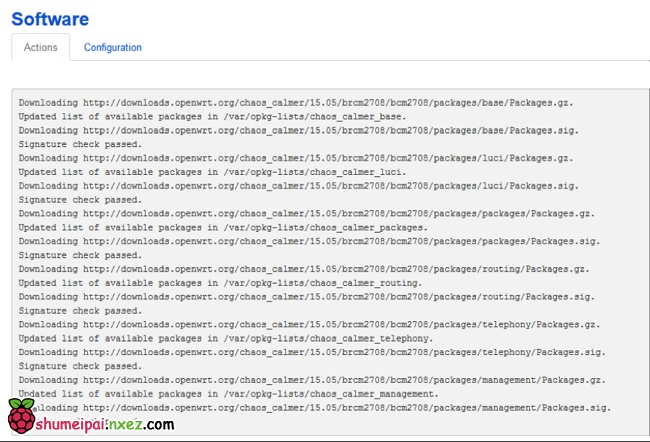 Software
Actions
Configuration
Downloading http://downloads.openwrt.org/chaos_calmer/15.05/brcm2708/bcm2708/packages/base/Packages.gz.
Updated list of available packages in /var/opkg-lists/chaos_calmer_base.
Downloading http://downloads.openwrt.org/chaos_calmer/15.05/brcm2708/bcm2708/packages/base/Packages.sig.
Signature check passed.
Downloading http://downloads.openwrt.org/chaos_calmer/15.05/brcm2708/bcm2708/packages/luci/Packages.gz.
Updated list of available packages in /var/opkg-lists/chaos_calmer_luci.
Downloading http://downloads.openwrt.org/chaos_calmer/15.05/brcm2708/bcm2708/packages/luci/Packages.sig.
Signature check passed.
Downloading http://downloads.openwrt.org/chaos_calmer/15.05/brcm2708/bcm2708/packages/packages/Packages.gz.
Updated list of available packages in /var/opkg-lists/chaos_calmer_packages.
Downloading http://downloads.openwrt.org/chaos_calmer/15.05/brcm2708/bcm2708/packages/packages/Packages.sig.
Signature check passed.
Downloading http://downloads.openwrt.org/chaos_calmer/15.05/brcm2708/bcm2708/packages/routing/Packages.gz.
Updated list of available packages in /var/opkg-lists/chaos_calmer_routing.
Downloading http://downloads.openwrt.org/chaos_calmer/15.05/brcm2708/bcm2708/packages/routing/Packages.sig.
Signature check passed.
Downloading http://downloads.openwrt.org/chaos_calmer/15.05/brcm2708/bcm2708/packages/telephony/Packages.gz.
Updated list of available packages in /var/opkg-lists/chaos_calmer_telephony.
Downloading http://downloads.openwrt.org/chaos_calmer/15.05/brcm2708/bcm2708/packages/telephony/Packages.sig.
Signature check passed.
Downloading http://downloads.openwrt.org/chaos_calmer/15.05/brcm2708/bcm2708/packages/management/Packages.gz.
Updated list of available packages in /var/opkg-lists/chaos_calmer_management.
http://downloads.openwrt.org/chaos_calmer/15.05/brcm2708/bcm2708/packages/management/Packages.sig.
shumeipai.nxez.com